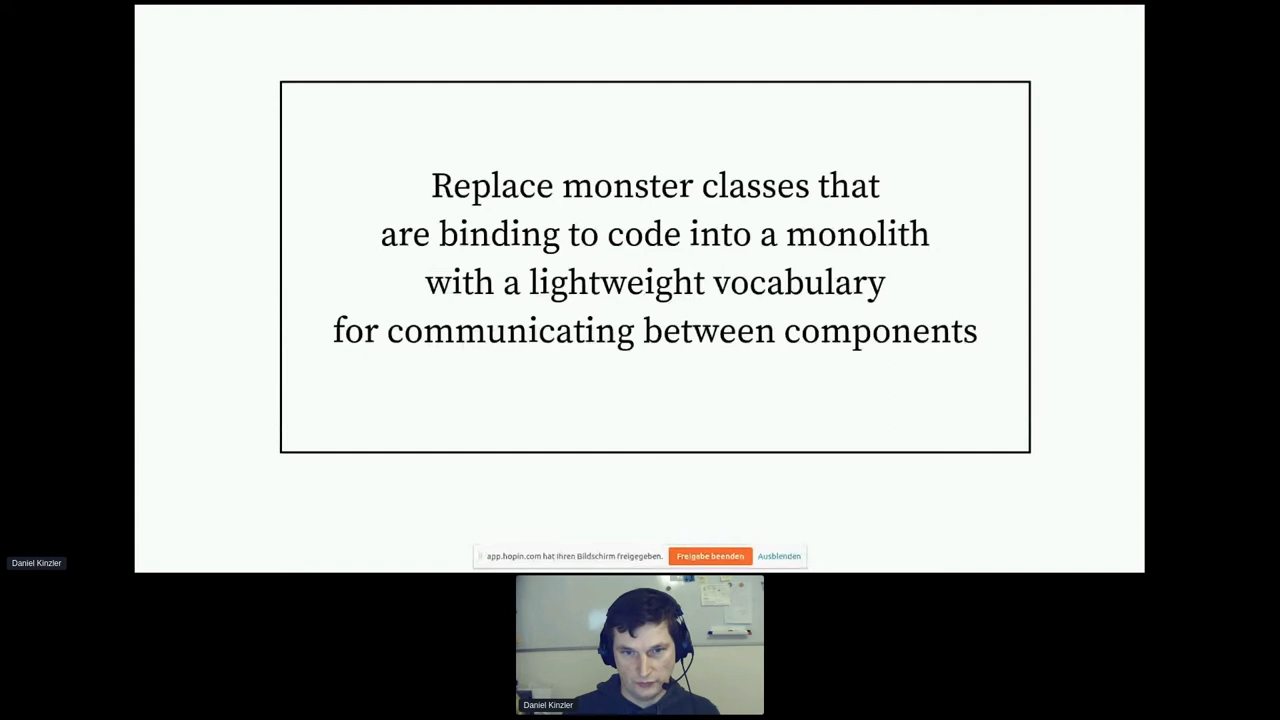 Replace monster classes that
are binding to code into a monolith
with a lightweight vocabulary
for communicating between components
app.hopin.com hat Ihren Bildschirm freigegeben. Freigabe beenden Ausblenden
Daniel Kinzler
Daniel Kinzler